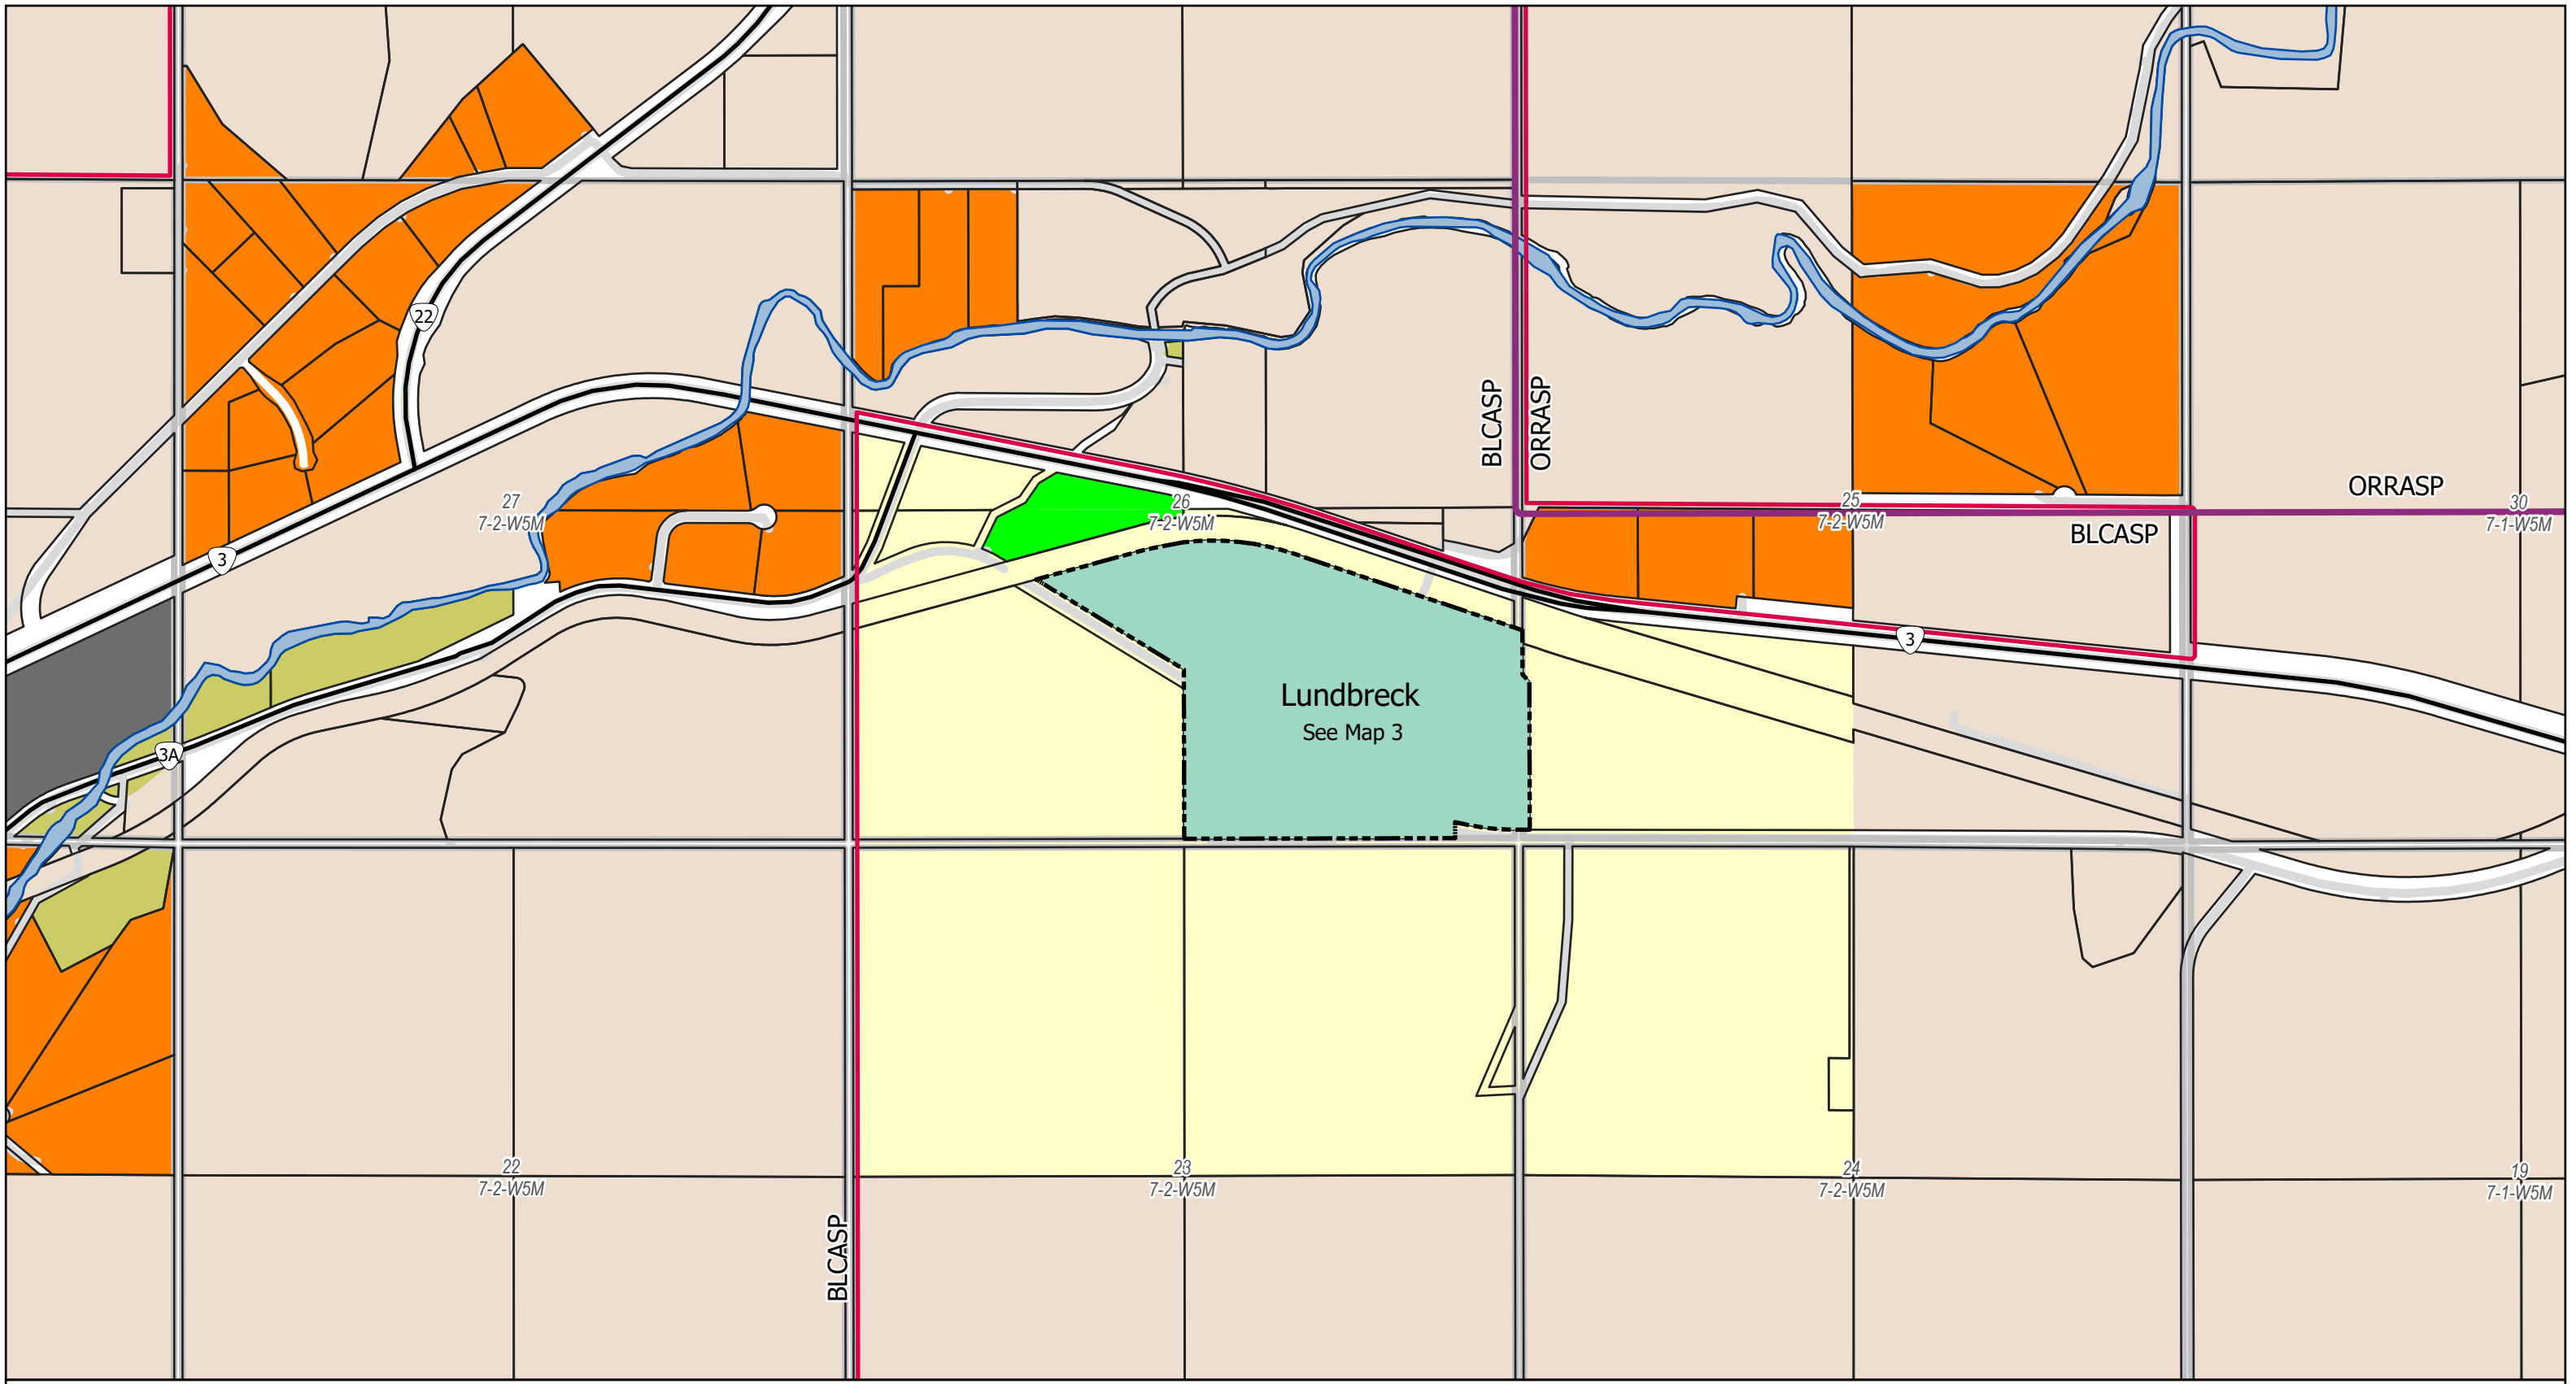 22
BLCASP
ORRASP
ORRASP
27
7-2-W5M
26
7-2-W5M
25
7-2-W5M
30
7-1-W5M
BLCASP
3
3
Lundbreck
See Map 3
3A
22
7-2-W5M
23
7-2-W5M
24
7-2-W5M
19
7-1-W5M
BLCASP